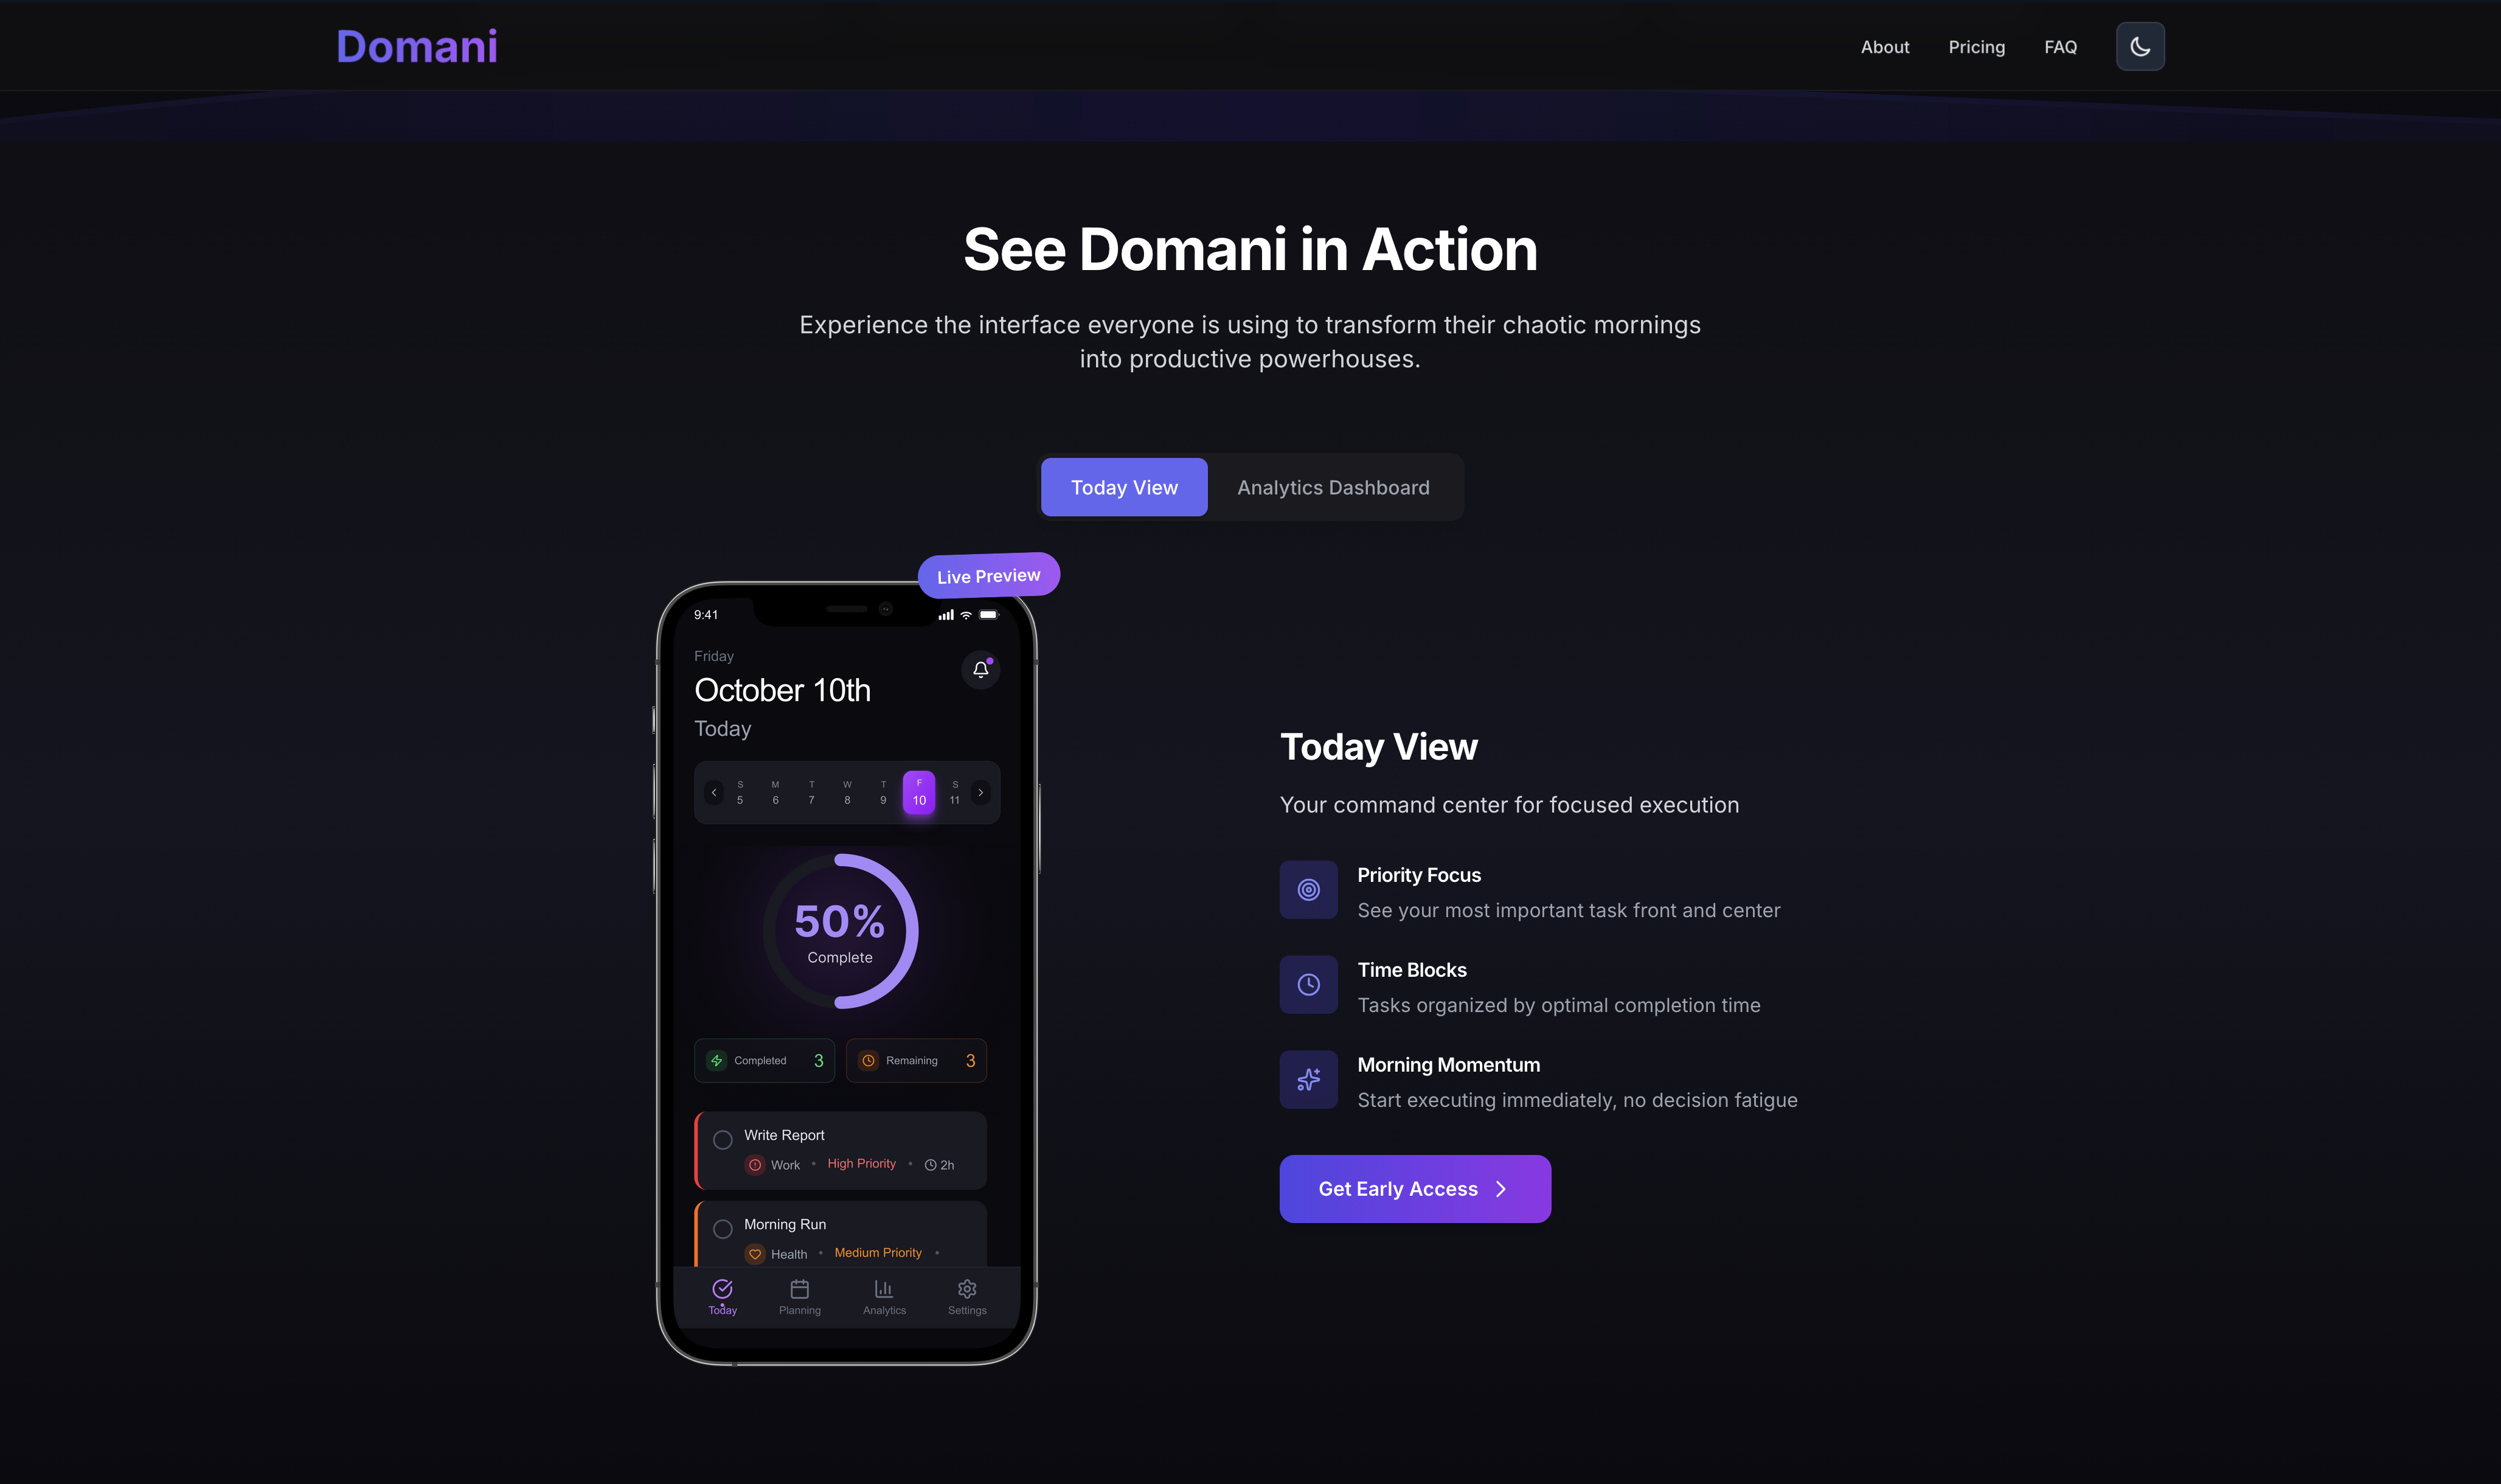 Domani
About
Pricing
FAQ
See Domani in Action
Experience the interface everyone is using to transform their chaotic mornings
into productive powerhouses.
Today View
Analytics Dashboard
Live Preview
9:41
Friday
October 10th
Today
S M T W T F S
5 6 7 8 9 10 11
50%
Complete
Completed 3
Remaining 3
Write Report
Work • High Priority • 2h
Morning Run
Health • Medium Priority •
Today
Planning
Analytics
Settings
Today View
Your command center for focused execution
Priority Focus
See your most important task front and center
Time Blocks
Tasks organized by optimal completion time
Morning Momentum
Start executing immediately, no decision fatigue
Get Early Access